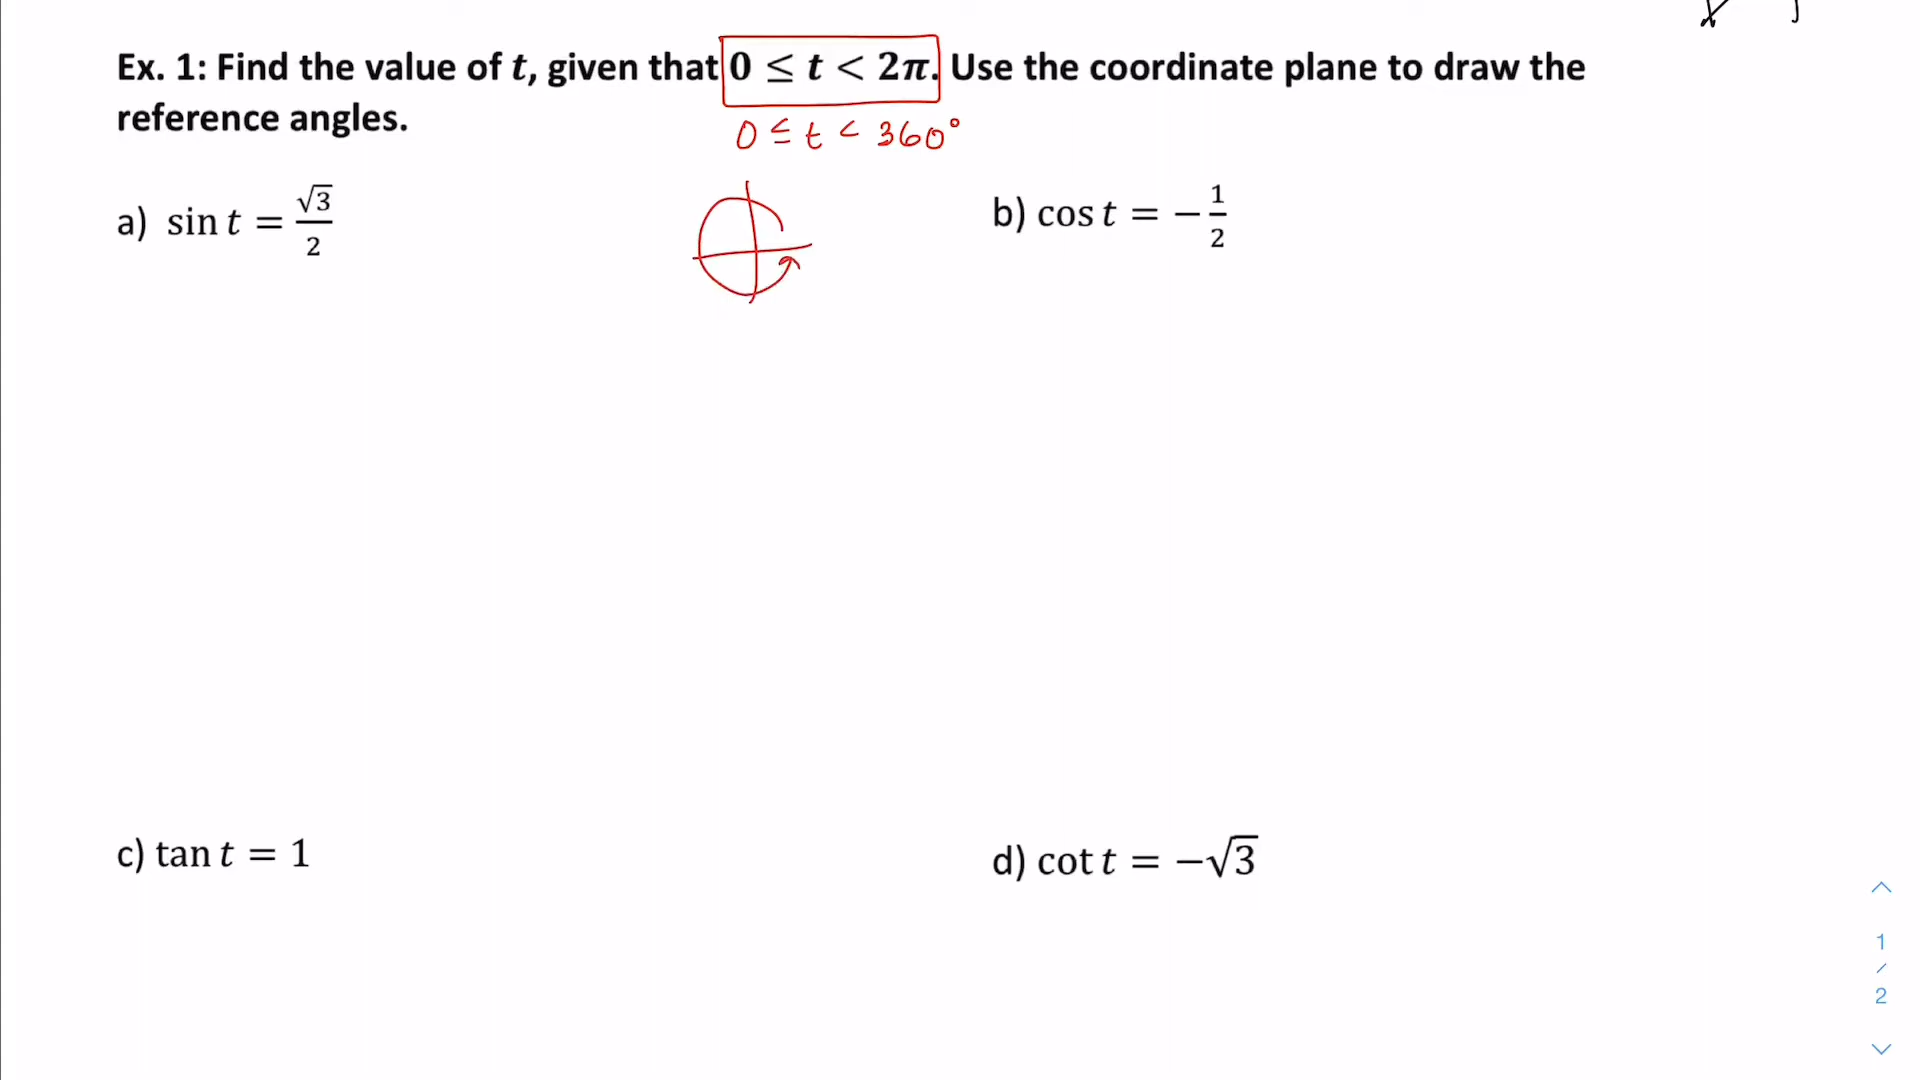 Ex. 1: Find the value of t, given that 0 ≤ t < 2π. Use the coordinate plane to draw the
reference angles.
0 ≤ t < 360°
a) sin t = √3/2
b) cos t = −1/2
c) tan t = 1
d) cot t = −√3
1
/
2